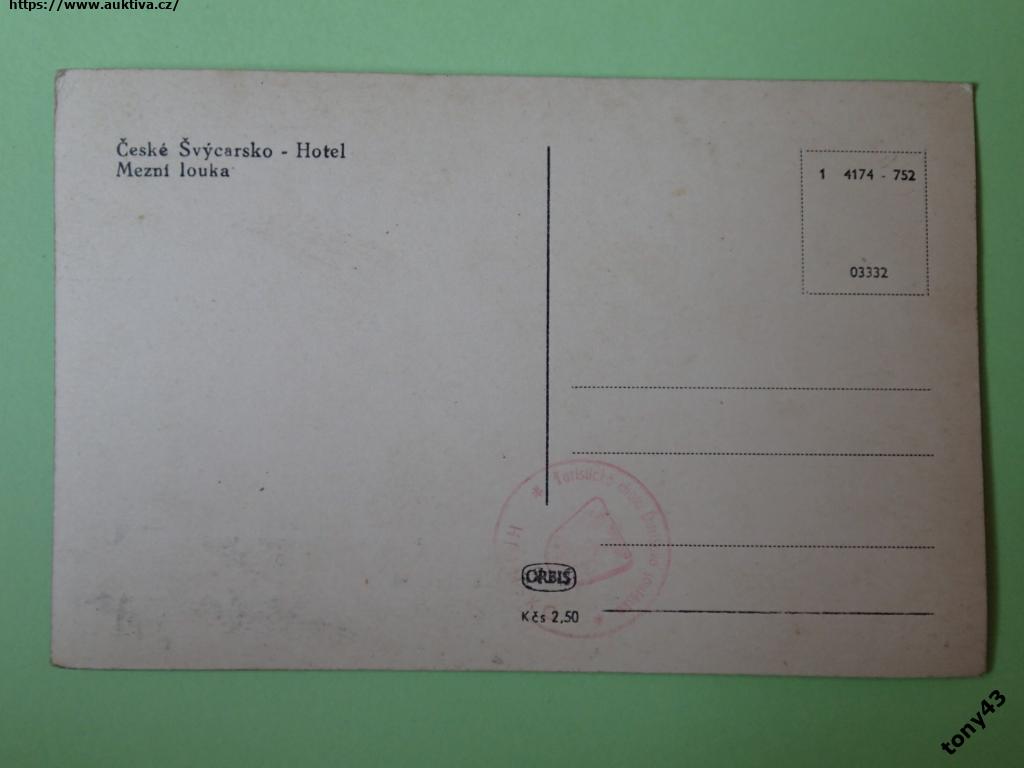 https://www.auktiva.cz/
České Švýcarsko - Hotel
Mezní louka
1 4174 - 752
03332
ORBIS
Kčs 2,50
tony43